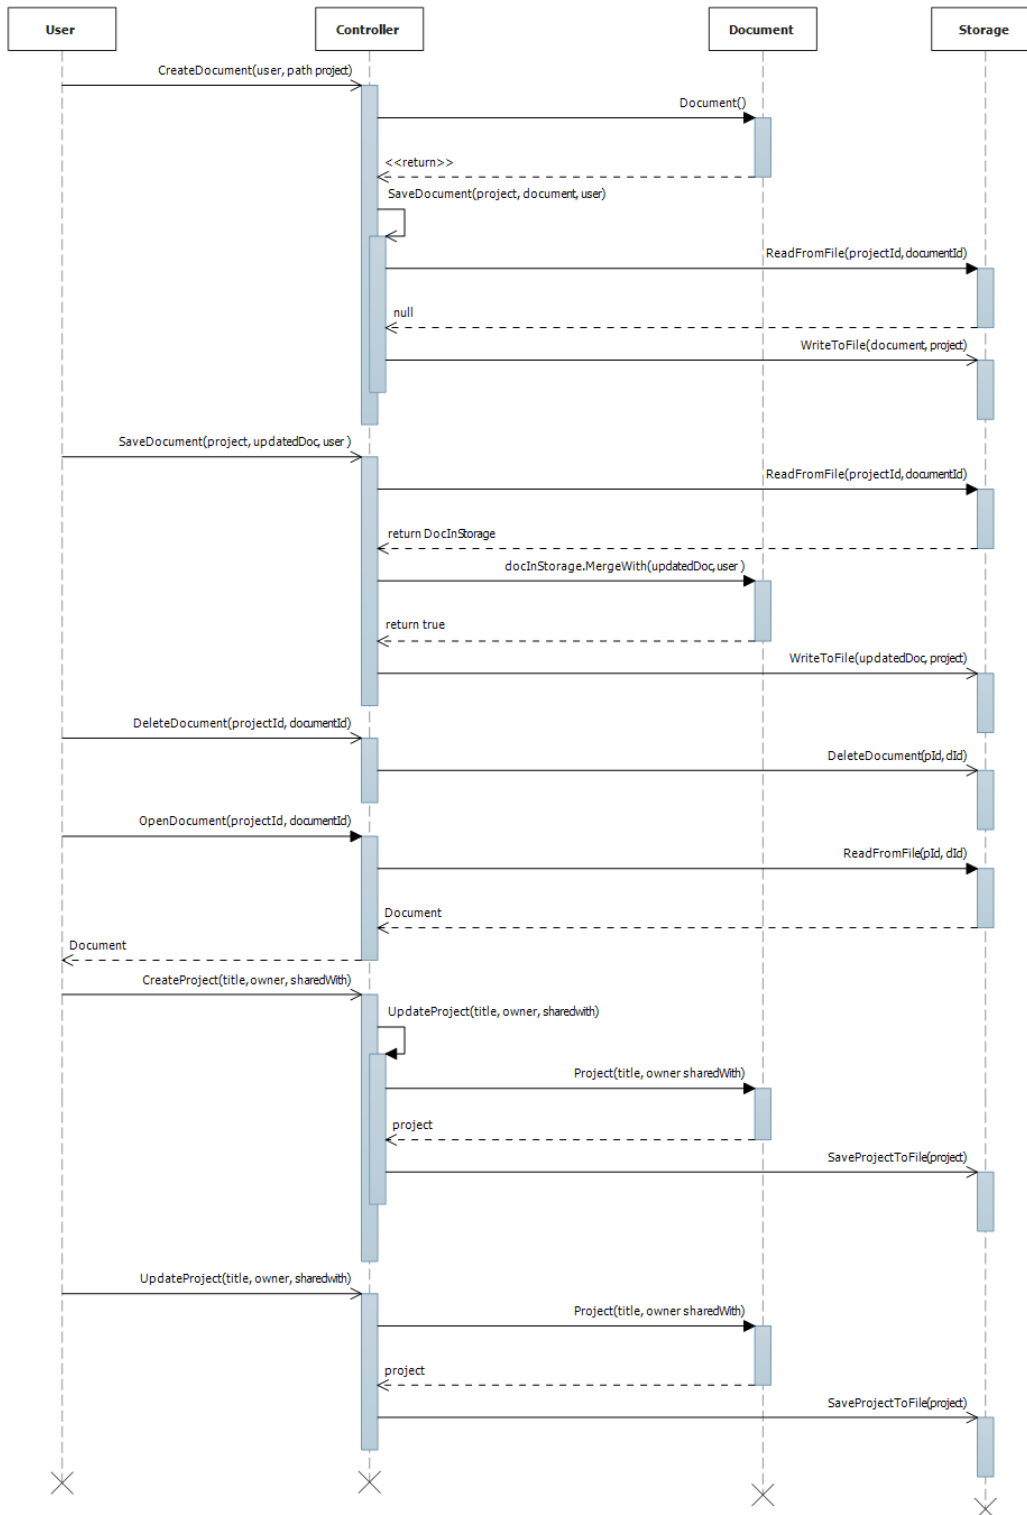 User
Controller
Document
Storage
CreateDocument(user, path project)
Document()
<<return>>
SaveDocument(project, document, user)
ReadFromFile(projectId, documentId)
null
WriteToFile(document, project)
SaveDocument(project, updatedDoc, user )
ReadFromFile(projectId, documentId)
return DocInStorage
docInStorage.MergeWith(updatedDoc, user )
return true
WriteToFile(updatedDoc, project)
DeleteDocument(projectId, documentId)
DeleteDocument(pId, dId)
OpenDocument(projectId, documentId)
ReadFromFile(pId, dId)
Document
Document
CreateProject(title, owner, sharedWith)
UpdateProject(title, owner, sharedwith)
Project(title, owner sharedWith)
project
SaveProjectToFile(project)
UpdateProject(title, owner, sharedwith)
Project(title, owner sharedWith)
project
SaveProjectToFile(project)